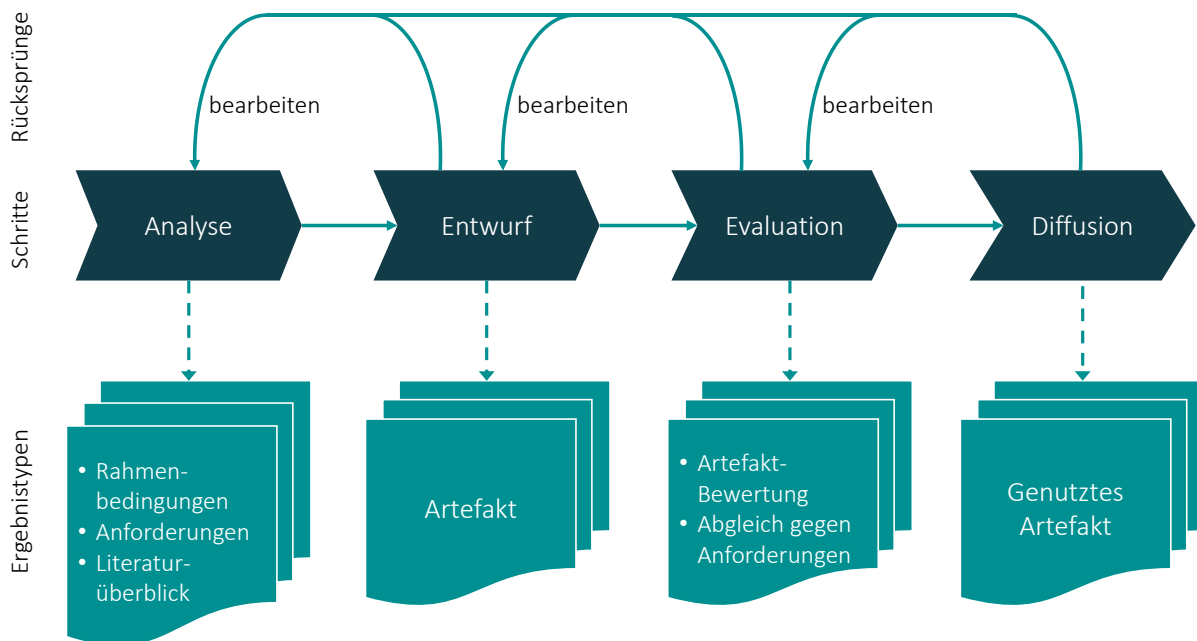 Rücksprünge
bearbeiten
bearbeiten
bearbeiten
Schritte
Analyse
Entwurf
Evaluation
Diffusion
Ergebnistypen
• Rahmen-
bedingungen
• Anforderungen
• Literatur-
überblick
Artefakt
• Artefakt-
Bewertung
• Abgleich gegen
Anforderungen
Genutztes
Artefakt